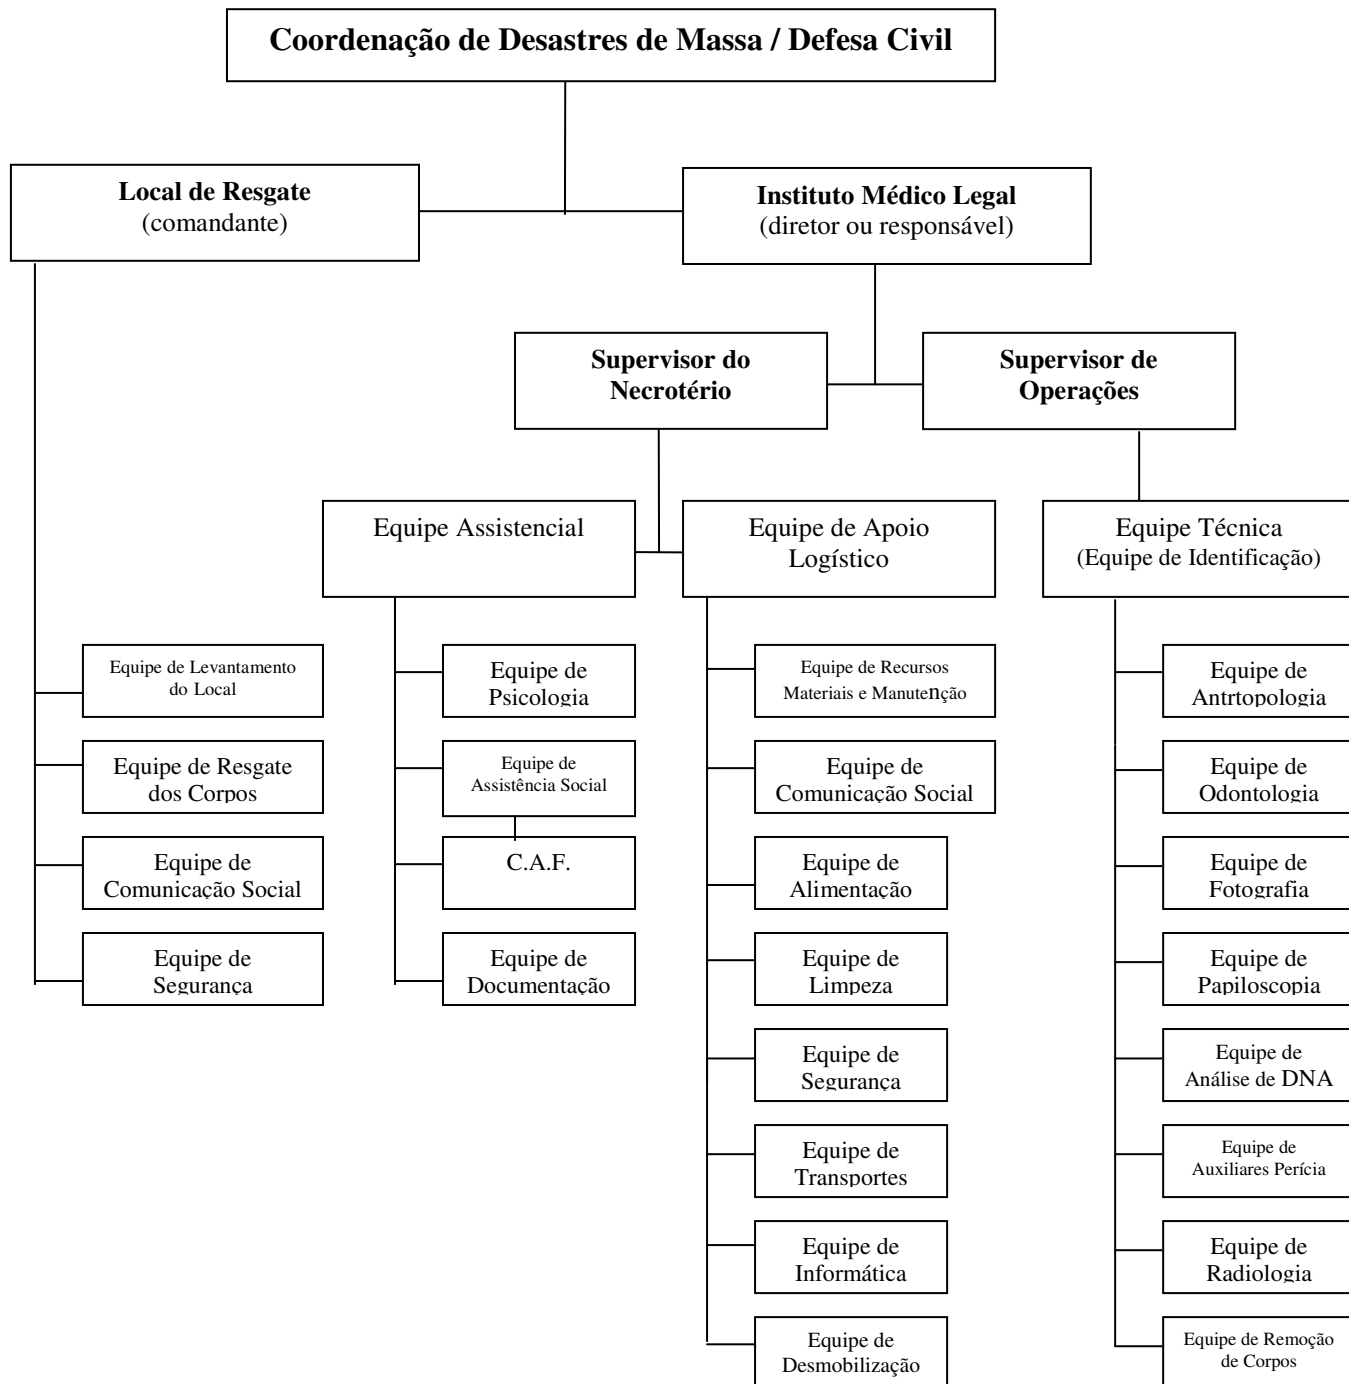 Coordenação de Desastres de Massa / Defesa Civil
Local de Resgate
(comandante)
Instituto Médico Legal
(diretor ou responsável)
Supervisor do
Necrotério
Supervisor de
Operações
Equipe Assistencial
Equipe de Apoio
Logístico
Equipe Técnica
(Equipe de Identificação)
Equipe de Levantamento
do Local
Equipe de Resgate
dos Corpos
Equipe de
Comunicação Social
Equipe de
Segurança
Equipe de
Psicologia
Equipe de
Assistência Social
C.A.F.
Equipe de
Documentação
Equipe de Recursos
Materiais e Manutenção
Equipe de
Comunicação Social
Equipe de
Alimentação
Equipe de
Limpeza
Equipe de
Segurança
Equipe de
Transportes
Equipe de
Informática
Equipe de
Desmobilização
Equipe de
Antrtopologia
Equipe de
Odontologia
Equipe de
Fotografia
Equipe de
Papiloscopia
Equipe de
Análise de DNA
Equipe de
Auxiliares Perícia
Equipe de
Radiologia
Equipe de Remoção
de Corpos